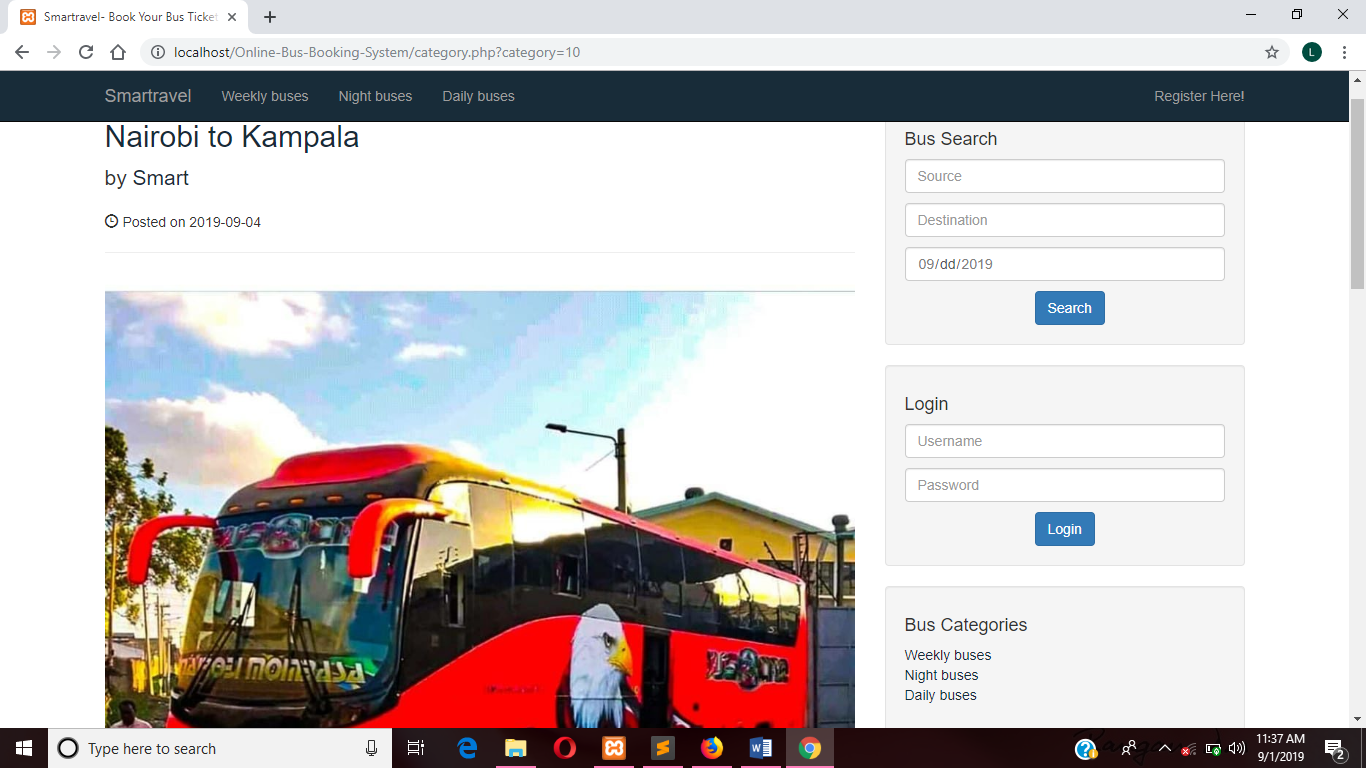 Smartravel- Book Your Bus Ticket
localhost/Online-Bus-Booking-System/category.php?category=10
L
Smartravel
Weekly buses
Night buses
Daily buses
Register Here!
Nairobi to Kampala
by Smart
Posted on 2019-09-04
Bus Search
Source
Destination
09/dd/2019
Search
Login
Username
Password
Login
Bus Categories
Weekly buses
Night buses
Daily buses
Type here to search
11:37 AM
9/1/2019
2